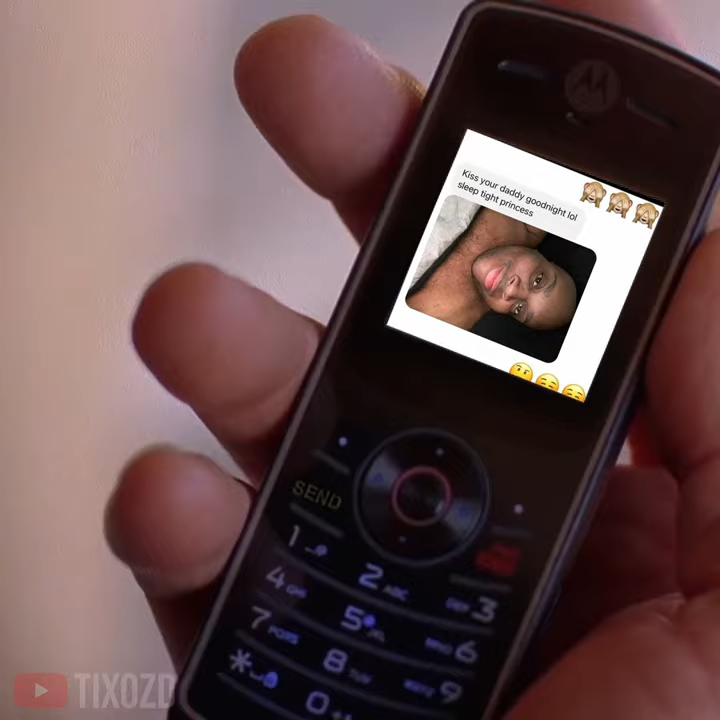 Kiss your daddy goodnight lol
sleep tight princess
SEND
1
2 ABC
DEF 3
4 GHI
5 JKL
MNO 6
7 PQRS
8 TUV
WXYZ 9
*
0 +
TIXOZD